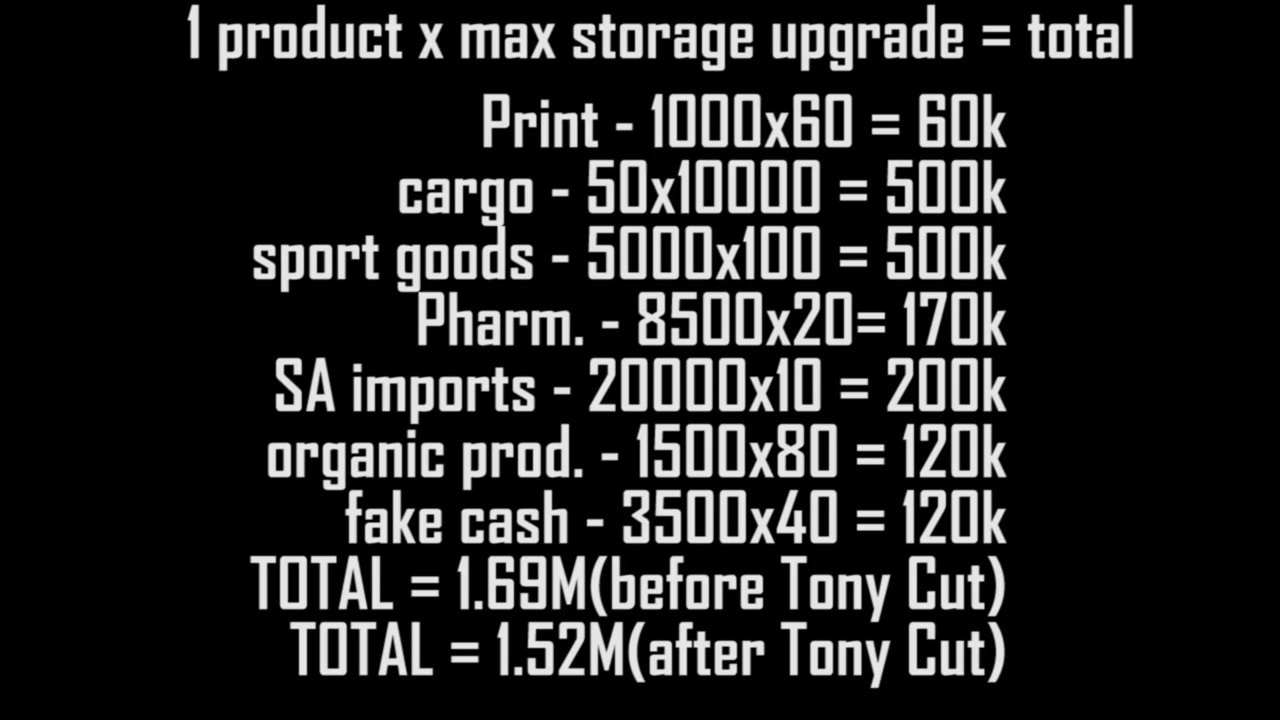 1 product x max storage upgrade = total
Print - 1000x60 = 60k
cargo - 50x10000 = 500k
sport goods - 5000x100 = 500k
Pharm. - 8500x20= 170k
SA imports - 20000x10 = 200k
organic prod. - 1500x80 = 120k
fake cash - 3500x40 = 120k
TOTAL = 1.69M(before Tony Cut)
TOTAL = 1.52M(after Tony Cut)